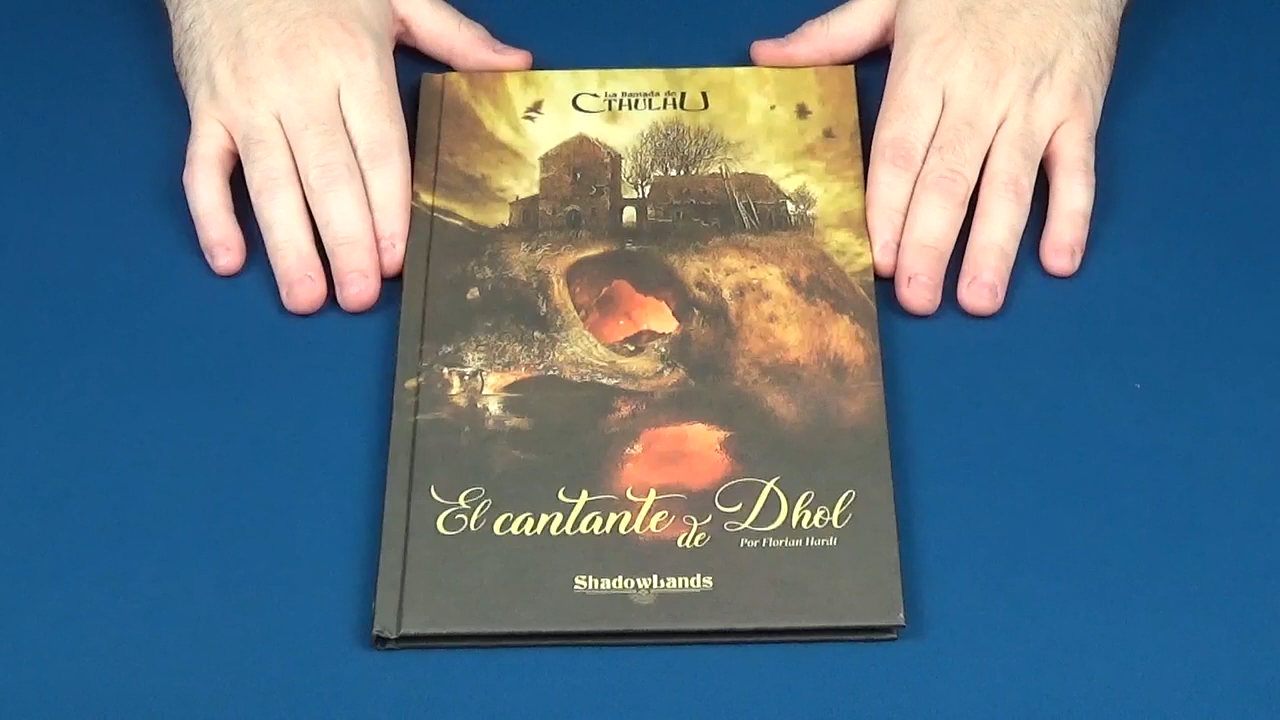 La llamada de
CTHULHU
El cantante de Dhol
Por Florian Hardt
ShadowLands